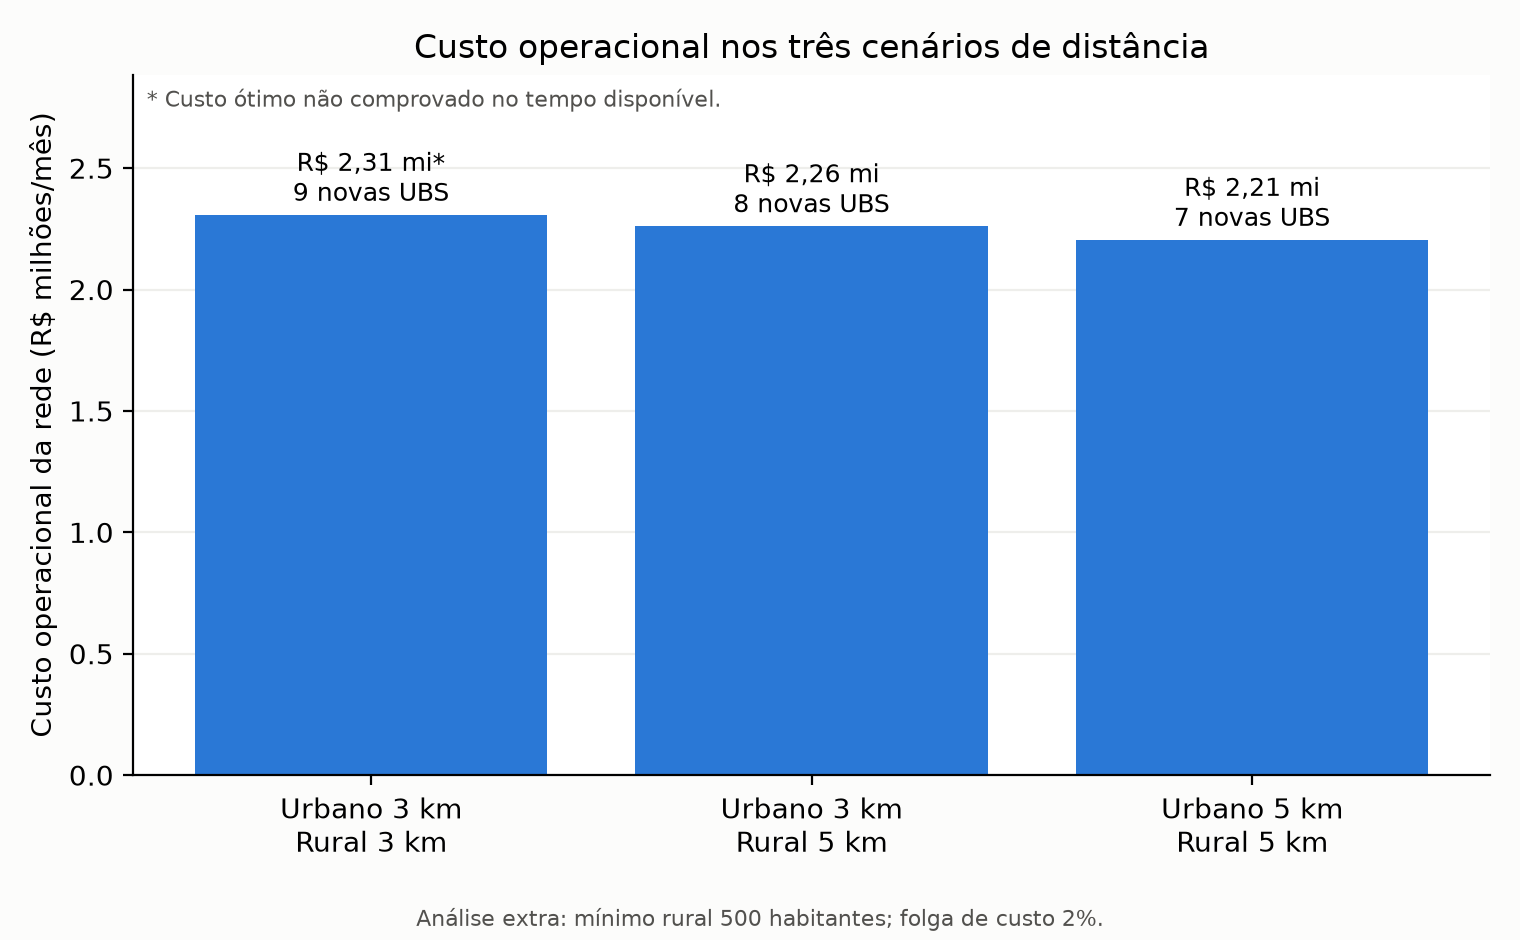 Custo operacional nos três cenários de distância
* Custo ótimo não comprovado no tempo disponível.
Custo operacional da rede (R$ milhões/mês)
2.5
2.0
1.5
1.0
0.5
0.0
R$ 2,31 mi*
9 novas UBS
R$ 2,26 mi
8 novas UBS
R$ 2,21 mi
7 novas UBS
Urbano 3 km
Rural 3 km
Urbano 3 km
Rural 5 km
Urbano 5 km
Rural 5 km
Análise extra: mínimo rural 500 habitantes; folga de custo 2%.